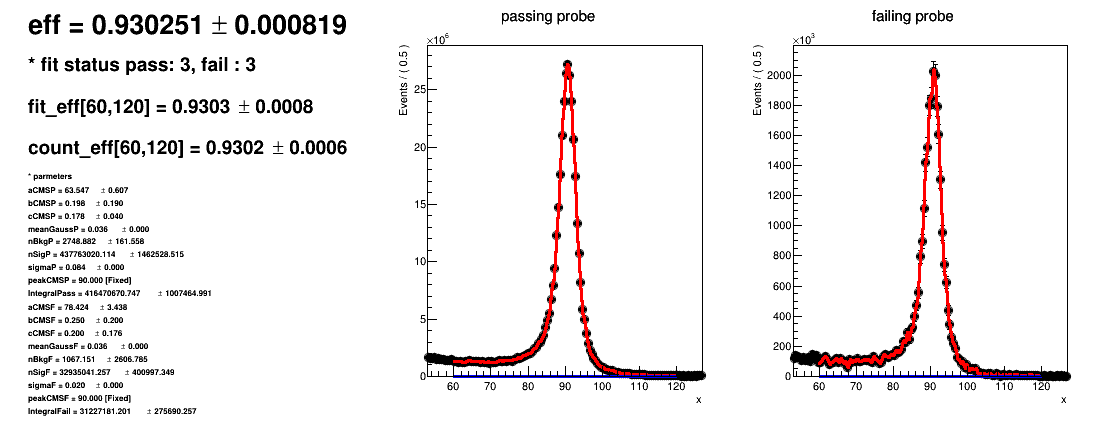 eff = 0.930251 ± 0.000819
* fit status pass: 3, fail : 3
fit_eff[60,120] = 0.9303 ± 0.0008
count_eff[60,120] = 0.9302 ± 0.0006
* parmeters
aCMSP = 63.547 ± 0.607
bCMSP = 0.198 ± 0.190
cCMSP = 0.178 ± 0.040
meanGaussP = 0.036 ± 0.000
nBkgP = 2748.882 ± 161.558
nSigP = 437763020.114 ± 1462528.515
sigmaP = 0.084 ± 0.000
peakCMSP = 90.000 [Fixed]
IntegralPass = 416470670.747 ± 1007464.991
aCMSF = 78.424 ± 3.438
bCMSF = 0.250 ± 0.200
cCMSF = 0.200 ± 0.176
meanGaussF = 0.036 ± 0.000
nBkgF = 1067.151 ± 2606.785
nSigF = 32935041.257 ± 400997.349
sigmaF = 0.020 ± 0.000
peakCMSF = 90.000 [Fixed]
IntegralFail = 31227181.201 ± 275690.257
passing probe
×10⁶
Events / ( 0.5 )
25
20
15
10
5
0
60 70 80 90 100 110 120
x
failing probe
×10³
Events / ( 0.5 )
2000
1800
1600
1400
1200
1000
800
600
400
200
0
60 70 80 90 100 110 120
x